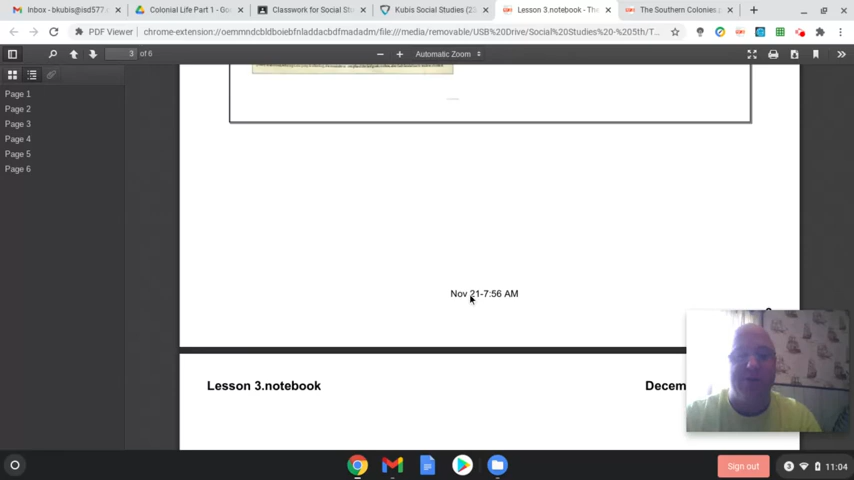 Inbox - bkubis@isd577.
Colonial Life Part 1 - Go
Classwork for Social St
Kubis Social Studies (2
Lesson 3.notebook - The
The Southern Colonies.p
PDF Viewer
chrome-extension://oemmndcbldboiebfnladdacbdfmadadm/file:///media/removable/USB%20Drive/Social%20Studies%20-%205th/T...
3 of 6
Automatic Zoom
Page 1
Page 2
Page 3
Page 4
Page 5
Page 6
Nov 21-7:56 AM
Lesson 3.notebook
Decem
Sign out
3
11:04